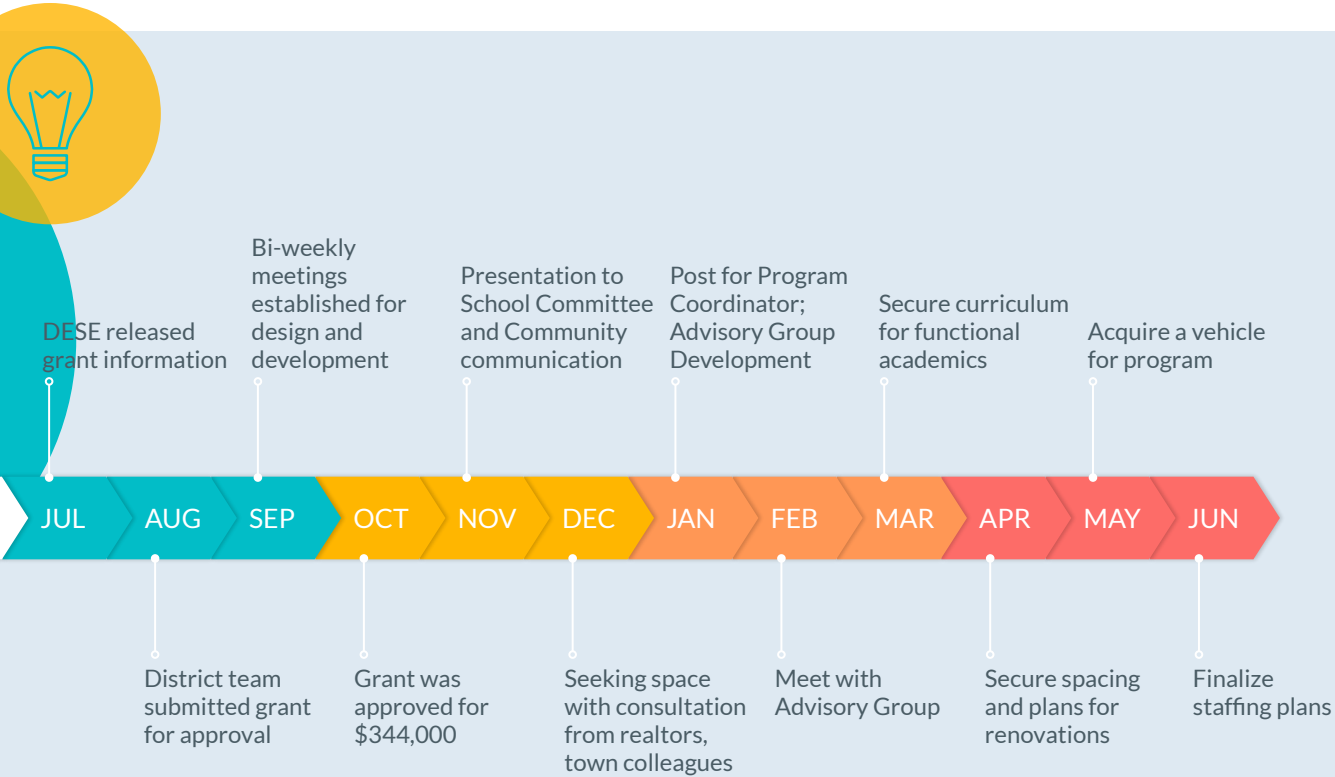 Bi-weekly
meetings
established for
design and
development
Presentation to
School Committee
and Community
communication
Post for Program
Coordinator;
Advisory Group
Development
Secure curriculum
for functional
academics
DESE released
grant information
Acquire a vehicle
for program
JUL AUG SEP OCT NOV DEC JAN FEB MAR APR MAY JUN
District team
submitted grant
for approval
Grant was
approved for
$344,000
Seeking space
with consultation
from realtors,
town colleagues
Meet with
Advisory Group
Secure spacing
and plans for
renovations
Finalize
staffing plans